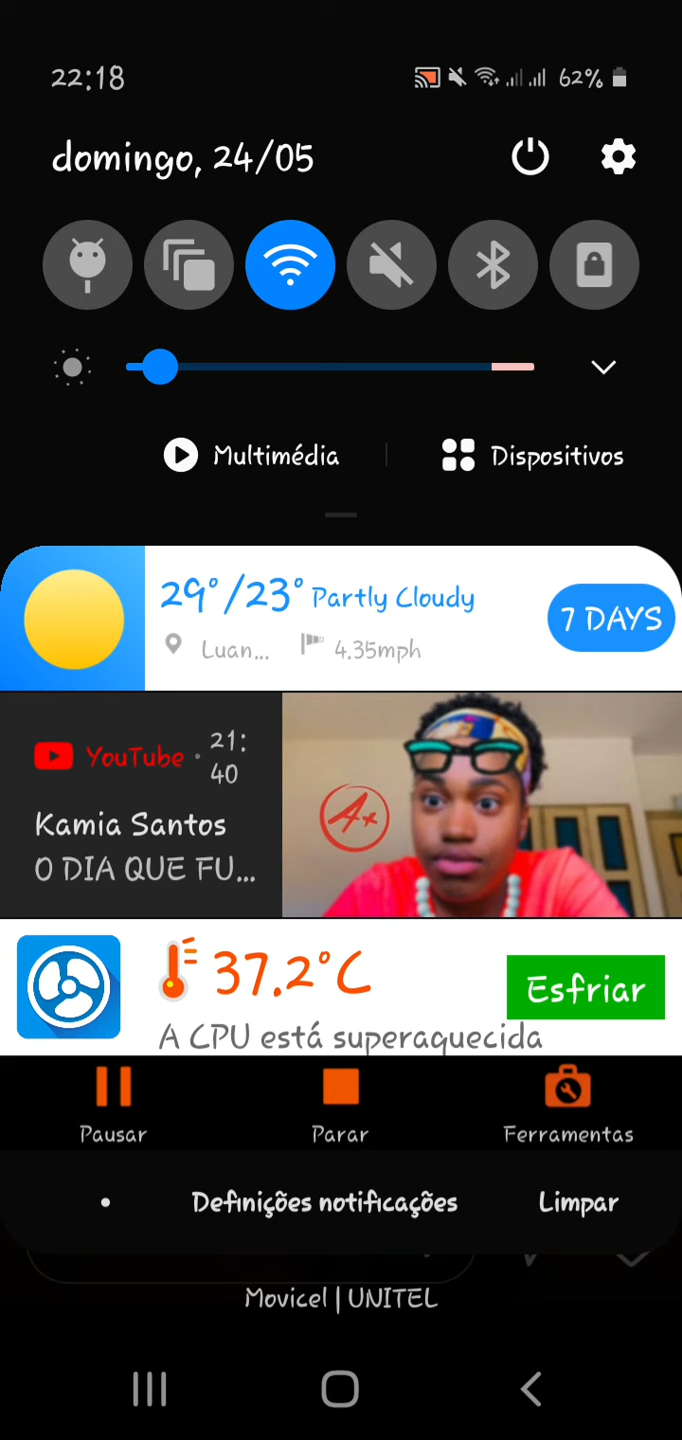 22:18 62%
domingo, 24/05
Multimédia Dispositivos
29°/23° Partly Cloudy
7 DAYS
Luan... 4.35mph
YouTube • 21:
40
Kamia Santos
O DIA QUE FU...
A+
37.2°C
Esfriar
A CPU está superaquecida
Pausar Parar Ferramentas
Definições notificações Limpar
Movicel | UNITEL